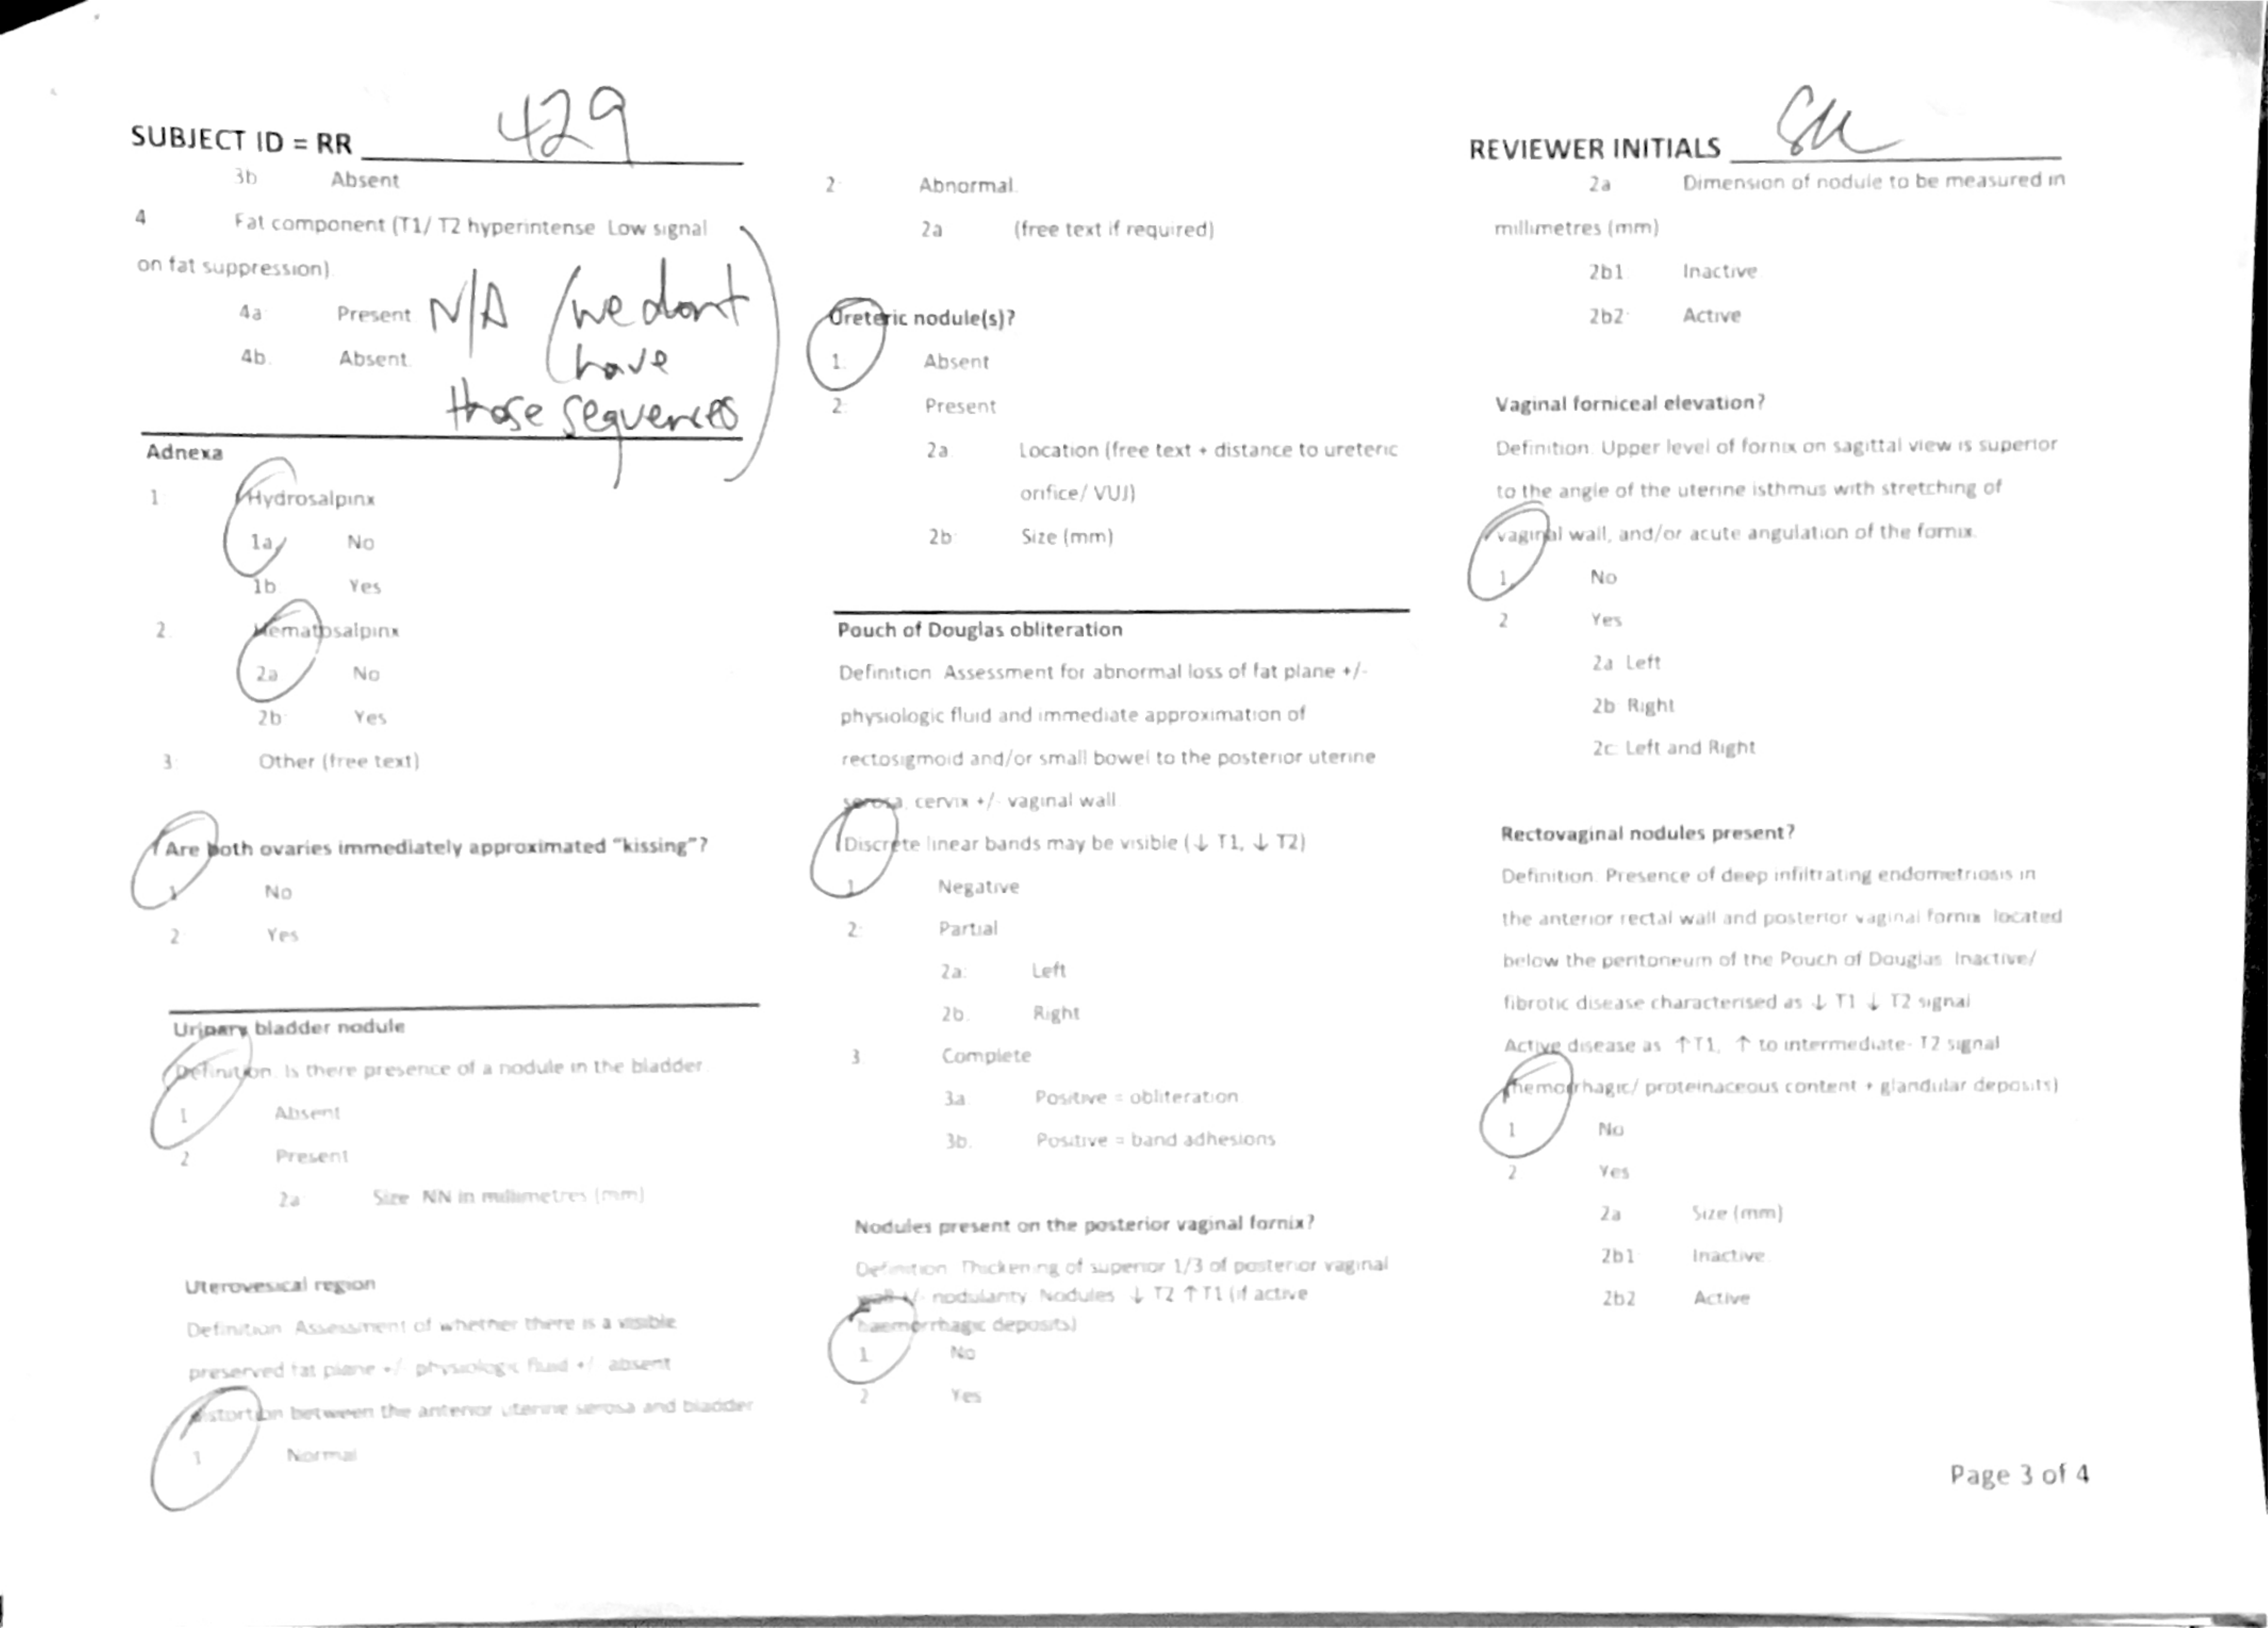 SUBJECT ID = RR 429
3b Absent
4 Fat component (T1/ T2 hyperintense Low signal
on fat suppression)
4a Present N/A (we dont
4b. Absent. have
those sequences)
Adnexa
1 Hydrosalpinx
1a No
1b Yes
2. Hematosalpinx
2a No
2b: Yes
3: Other (free text)
Are both ovaries immediately approximated “kissing”?
1 No
2 Yes
Urinary bladder nodule
Definition. Is there presence of a nodule in the bladder
1 Absent
2 Present
2a Size NN in millimetres (mm)
Uterovesical region
Definition Assessment of whether there is a visible
preserved fat plane +/ physiologic fluid +/ absent
distortion between the anterior uterine serosa and bladder
1 Normal
2: Abnormal.
2a (free text if required)
Ureteric nodule(s)?
1. Absent
2: Present
2a. Location (free text + distance to ureteric
orifice/ VUJ)
2b: Size (mm)
Pouch of Douglas obliteration
Definition Assessment for abnormal loss of fat plane +/-
physiologic fluid and immediate approximation of
rectosigmoid and/or small bowel to the posterior uterine
serosa, cervix +/- vaginal wall
Discrete linear bands may be visible (↓ T1, ↓ T2)
1 Negative
2: Partial
2a: Left
2b. Right
3 Complete
3a Positive = obliteration
3b. Positive = band adhesions
Nodules present on the posterior vaginal fornix?
Definition Thickening of superior 1/3 of posterior vaginal
wall +/- nodularity Nodules ↓ T2 ↑ T1 (if active
haemorrhagic deposits)
1 No
2 Yes
REVIEWER INITIALS
2a Dimension of nodule to be measured in
millimetres (mm)
2b1 Inactive
2b2: Active
Vaginal forniceal elevation?
Definition. Upper level of fornix on sagittal view is superior
to the angle of the uterine isthmus with stretching of
vaginal wall, and/or acute angulation of the fornix.
1. No
2 Yes
2a Left
2b Right
2c: Left and Right
Rectovaginal nodules present?
Definition. Presence of deep infiltrating endometriosis in
the anterior rectal wall and posterior vaginal fornix located
below the peritoneum of the Pouch of Douglas Inactive/
fibrotic disease characterised as ↓ T1 ↓ T2 signal
Active disease as ↑T1, ↑ to intermediate- T2 signal
(hemorrhagic/ proteinaceous content + glandular deposits)
1 No
2 Yes
2a Size (mm)
2b1 Inactive
2b2 Active
Page 3 of 4